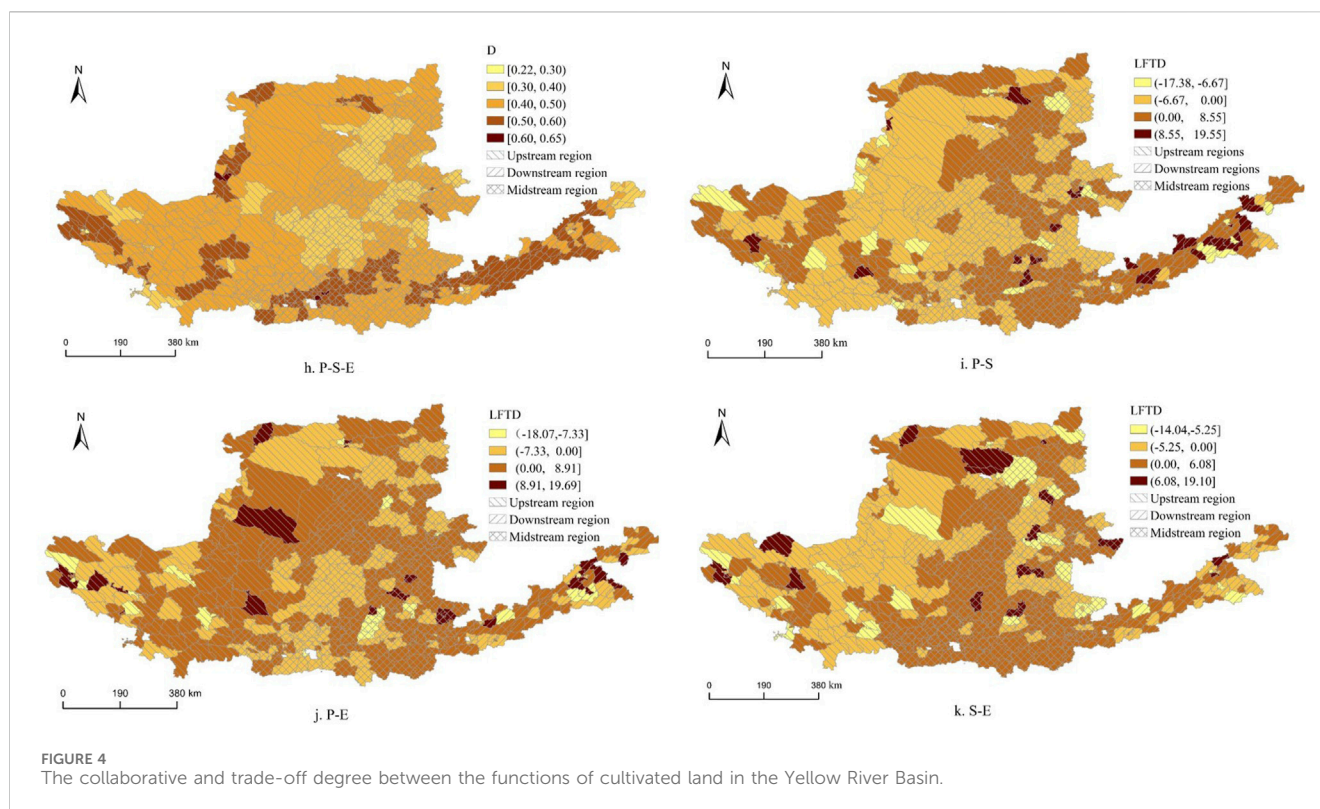 N
D
[0.22, 0.30)
[0.30, 0.40)
[0.40, 0.50)
[0.50, 0.60)
[0.60, 0.65)
Upstream region
Downstream region
Midstream region
0 190 380 km
h. P-S-E
N
LFTD
(-17.38, -6.67]
(-6.67, 0.00]
(0.00, 8.55]
(8.55, 19.55]
Upstream regions
Downstream regions
Midstream regions
0 190 380 km
i. P-S
N
LFTD
(-18.07,-7.33]
(-7.33, 0.00]
(0.00, 8.91]
(8.91, 19.69]
Upstream region
Downstream region
Midstream region
0 190 380 km
j. P-E
N
LFTD
(-14.04,-5.25]
(-5.25, 0.00]
(0.00, 6.08]
(6.08, 19.10]
Upstream region
Downstream region
Midstream region
0 190 380 km
k. S-E
FIGURE 4
The collaborative and trade-off degree between the functions of cultivated land in the Yellow River Basin.